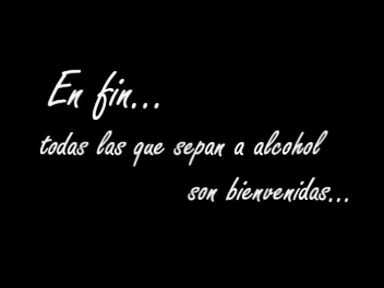 En fin...
todas las que sepan a alcohol
son bienvenidas...